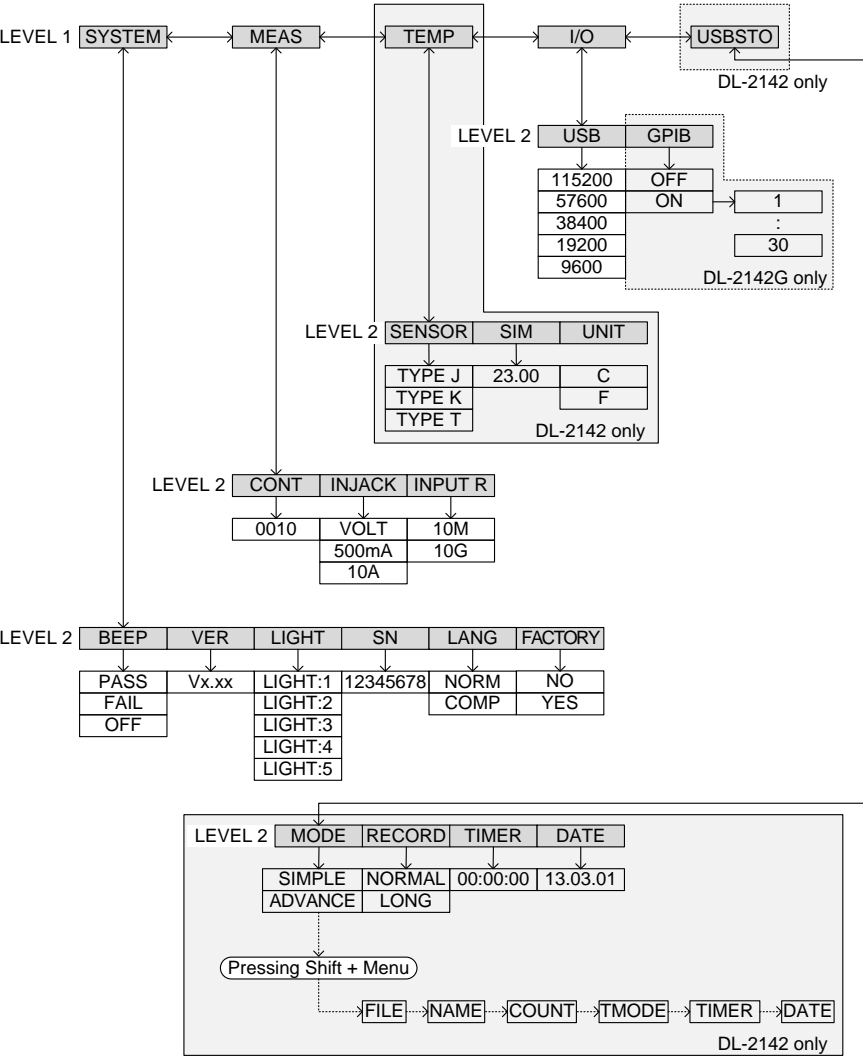 LEVEL 1 SYSTEM MEAS TEMP I/O USBSTO
DL-2142 only
LEVEL 2 USB GPIB
115200 OFF
57600 ON 1
38400 :
19200 30
9600
DL-2142G only
LEVEL 2 SENSOR SIM UNIT
TYPE J 23.00 C
TYPE K F
TYPE T
DL-2142 only
LEVEL 2 CONT INJACK INPUT R
0010 VOLT 10M
500mA 10G
10A
LEVEL 2 BEEP VER LIGHT SN LANG FACTORY
PASS Vx.xx LIGHT:1 12345678 NORM NO
FAIL LIGHT:2 COMP YES
OFF LIGHT:3
LIGHT:4
LIGHT:5
LEVEL 2 MODE RECORD TIMER DATE
SIMPLE NORMAL 00:00:00 13.03.01
ADVANCE LONG
Pressing Shift + Menu
FILE NAME COUNT TMODE TIMER DATE
DL-2142 only